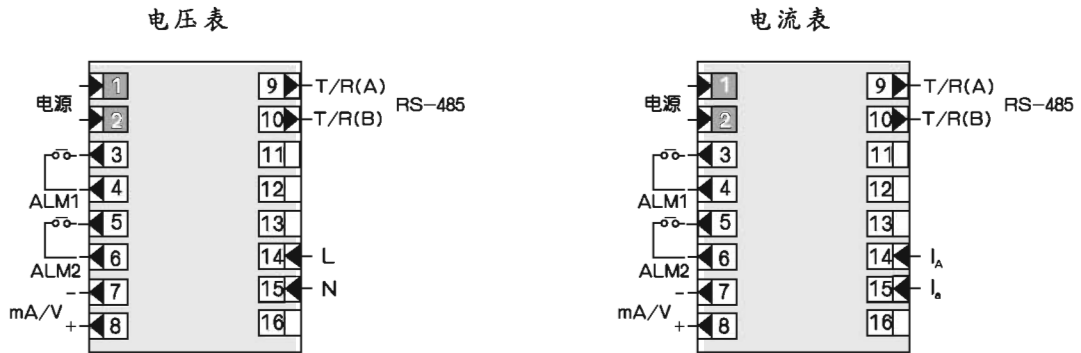 电压表
电流表
电源
1 9 T/R(A)
RS-485
2 10 T/R(B)
3 11
4 12
ALM1
5 13
6 14 L
ALM2
- 7 15 N
mA/V
+ 8 16
电源
1 9 T/R(A)
RS-485
2 10 T/R(B)
3 11
4 12
ALM1
5 13
6 14 IA
ALM2
- 7 15 Ia
mA/V
+ 8 16